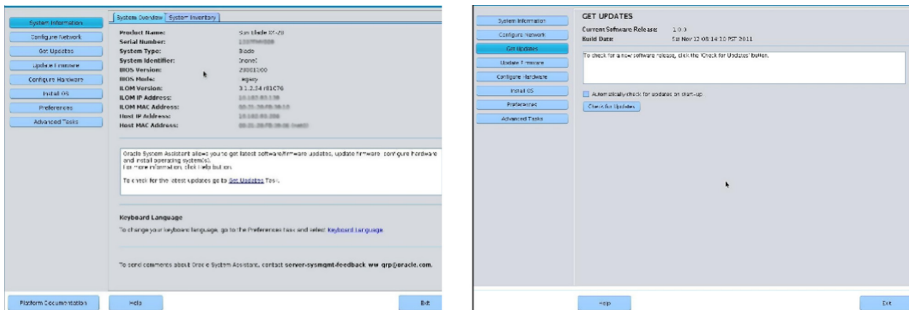 System Information
Configure Network
Get Updates
Update Firmware
Configure Hardware
Install OS
Preferences
Advanced Tasks
System Overview
System Inventory
Product Name:
Serial Number:
System Type: Blade
System Identifier: (none)
BIOS Version:
BIOS Mode: Legacy
ILOM Version:
ILOM IP Address:
ILOM MAC Address:
Host IP Address:
Host MAC Address:
Oracle System Assistant allows you to get latest software/firmware updates, update firmware, configure hardware
and install operating system(s).
For more information, click Help button.
To check for the latest updates go to Get Updates Task.
Keyboard Language
To change your keyboard language, go to the Preferences task and select Keyboard Language
To send comments about Oracle System Assistant, contact server-sysmgmt-feedback_ww_grp@oracle.com.
Platform Documentation
Help
Exit
System Information
Configure Network
Get Updates
Update Firmware
Configure Hardware
Install OS
Preferences
Advanced Tasks
GET UPDATES
Current Software Release:
Build Date:
To check for a new software release, click the 'Check for Updates' button.
Automatically check for updates on start-up
Check for Updates
Help
Exit